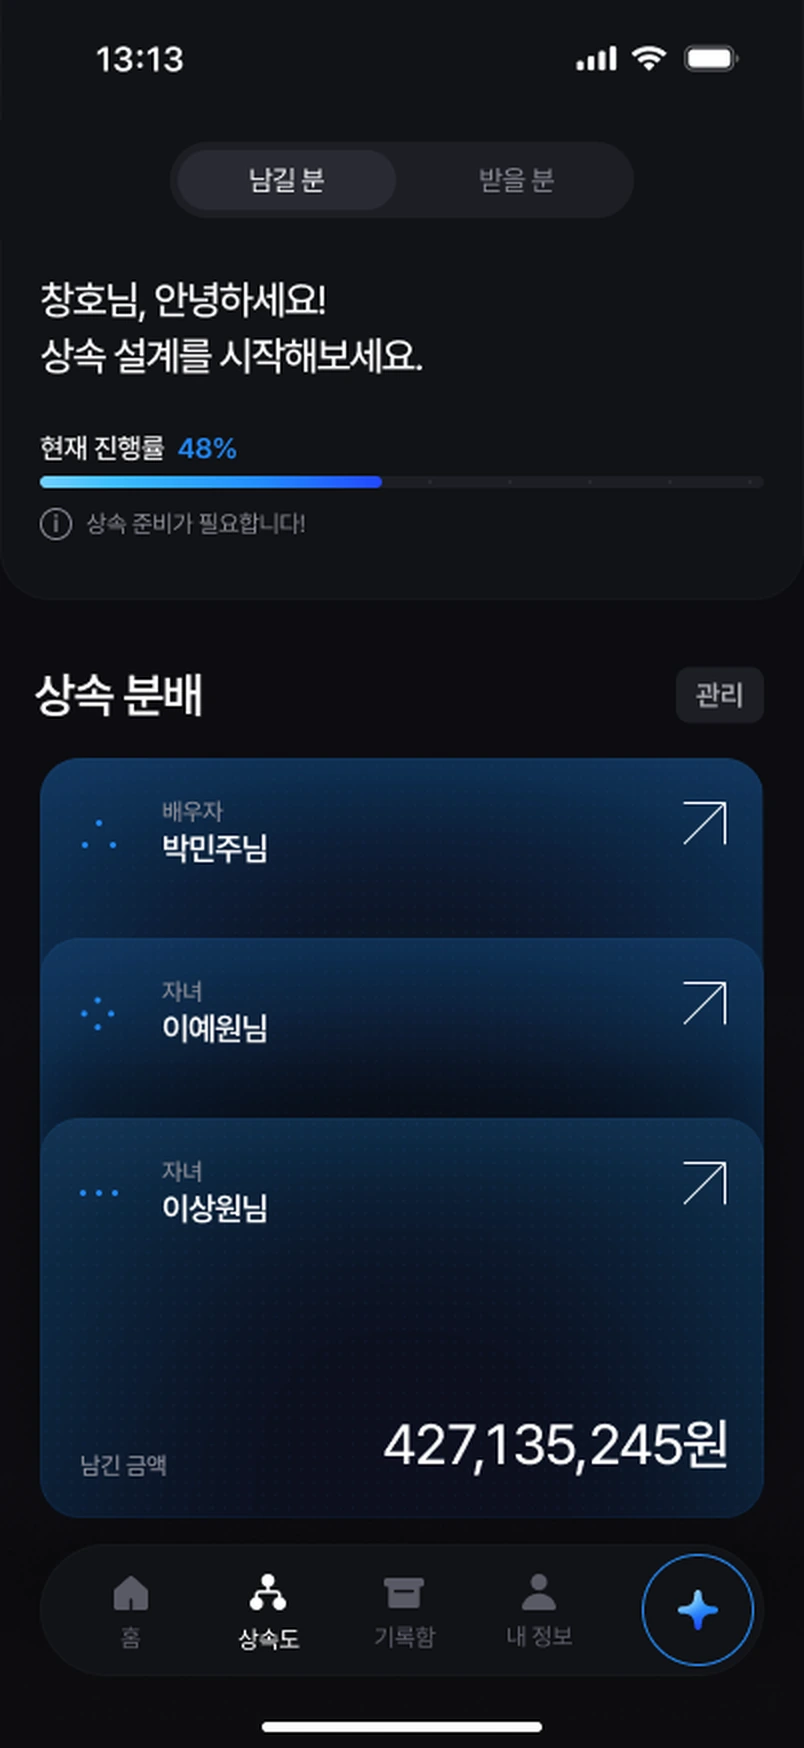 13:13
남길 분
받을 분
창호님, 안녕하세요!
상속 설계를 시작해보세요.
현재 진행률 48%
상속 준비가 필요합니다!
상속 분배
관리
배우자
박민주님
자녀
이예원님
자녀
이상원님
남긴 금액
427,135,245원
홈
상속도
기록함
내 정보